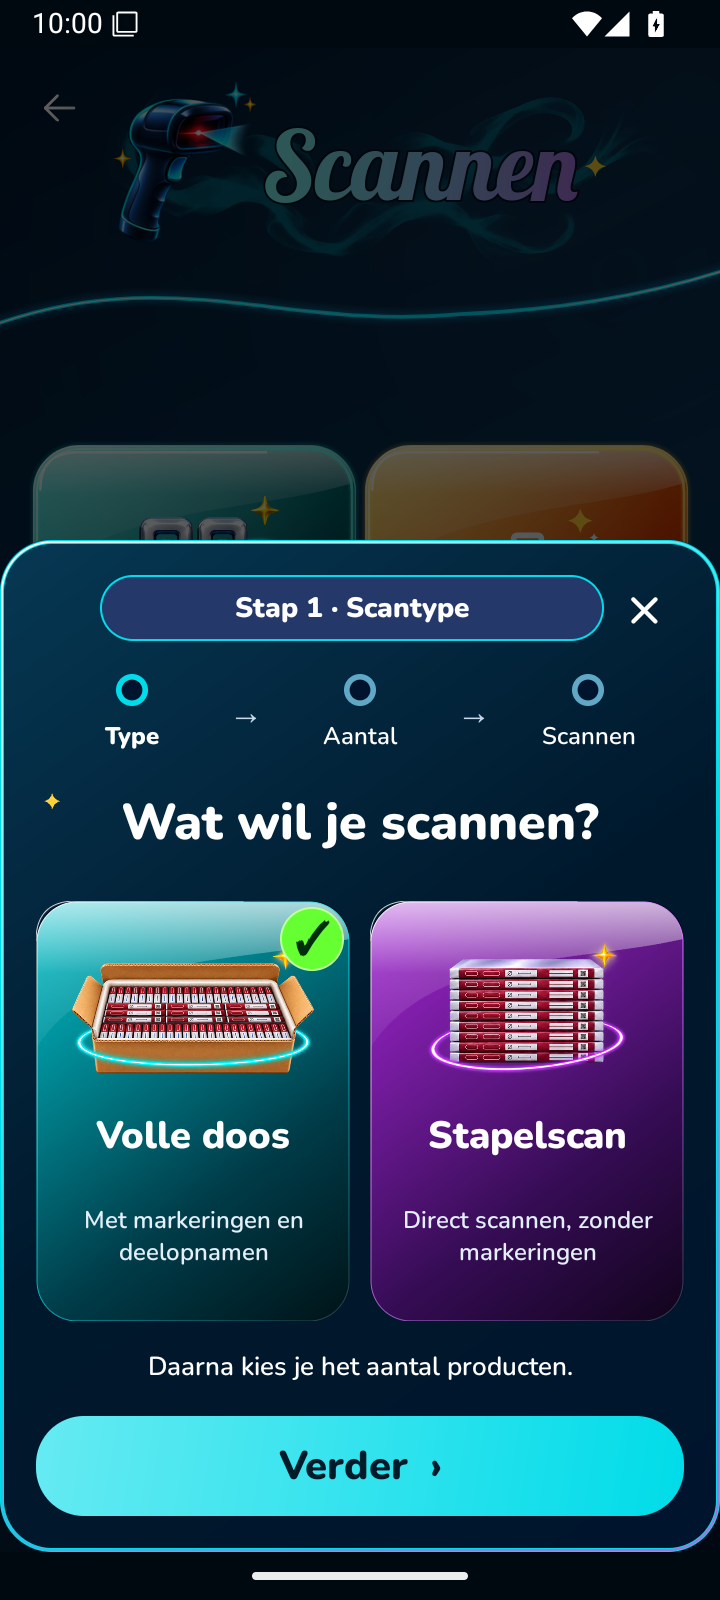 10:00
Scannen
Stap 1 · Scantype
Type → Aantal → Scannen
Wat wil je scannen?
Volle doos
Met markeringen en
deelopnamen
Stapelscan
Direct scannen, zonder
markeringen
Daarna kies je het aantal producten.
Verder ›